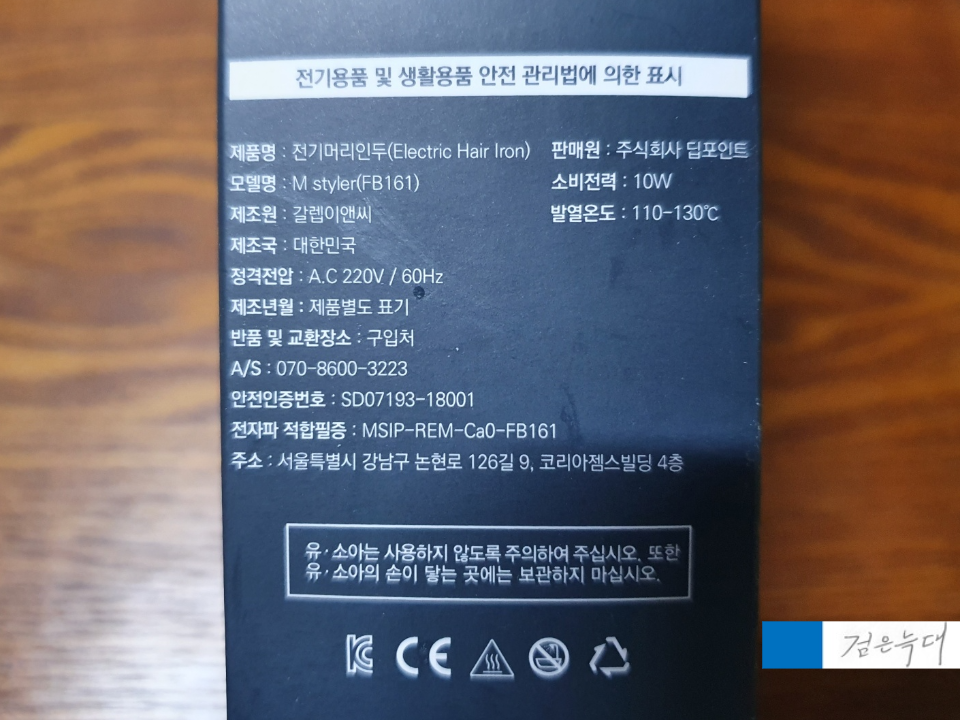 전기용품 및 생활용품 안전 관리법에 의한 표시
제품명 : 전기머리인두(Electric Hair Iron) 판매원 : 주식회사 딥포인트
모델명 : M styler(FB161) 소비전력 : 10W
제조원 : 갈렙이앤씨 발열온도 : 110-130℃
제조국 : 대한민국
정격전압 : A.C 220V / 60Hz
제조년월 : 제품별도 표기
반품 및 교환장소 : 구입처
A/S : 070-8600-3223
안전인증번호 : SD07193-18001
전자파 적합필증 : MSIP-REM-Ca0-FB161
주소 : 서울특별시 강남구 논현로 126길 9, 코리아젬스빌딩 4층
유·소아는 사용하지 않도록 주의하여 주십시오. 또한
유·소아의 손이 닿는 곳에는 보관하지 마십시오.
CE
검은늑대